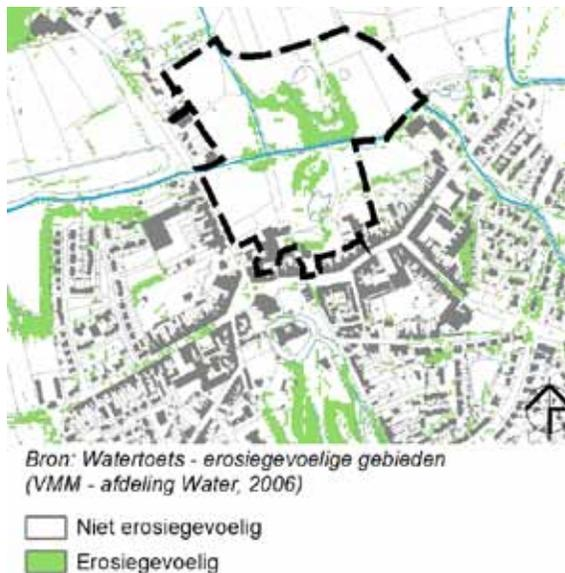 Bron: Watertoets - erosiegevoelige gebieden
(VMM - afdeling Water, 2006)
Niet erosiegevoelig
Erosiegevoelig